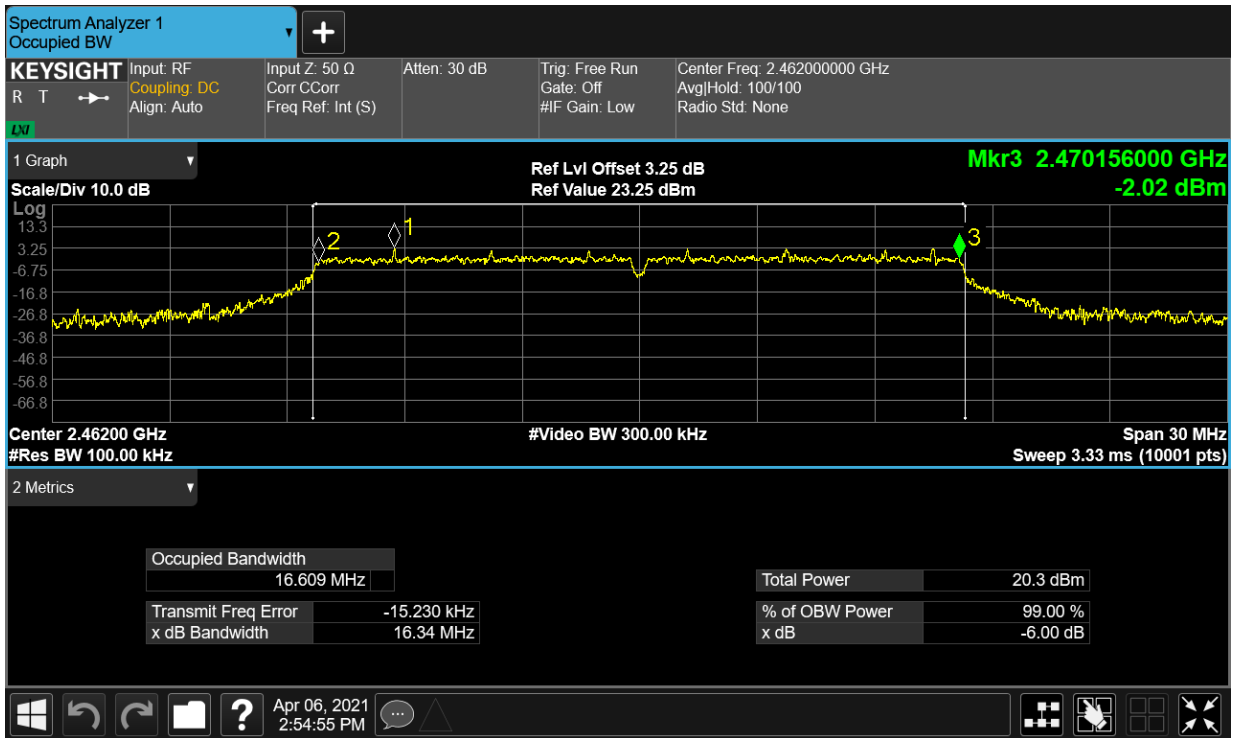 Spectrum Analyzer 1
Occupied BW
KEYSIGHT
R T
LXI
Input: RF
Coupling: DC
Align: Auto
Input Z: 50 Ω
Corr CCorr
Freq Ref: Int (S)
Atten: 30 dB
Trig: Free Run
Gate: Off
#IF Gain: Low
Center Freq: 2.462000000 GHz
Avg|Hold: 100/100
Radio Std: None
1 Graph
Scale/Div 10.0 dB
Ref Lvl Offset 3.25 dB
Ref Value 23.25 dBm
Mkr3 2.470156000 GHz
-2.02 dBm
Log
13.3
3.25
-6.75
-16.8
-26.8
-36.8
-46.8
-56.8
-66.8
2
1
3
Center 2.46200 GHz
#Video BW 300.00 kHz
Span 30 MHz
#Res BW 100.00 kHz
Sweep 3.33 ms (10001 pts)
2 Metrics
Occupied Bandwidth
16.609 MHz
Total Power 20.3 dBm
Transmit Freq Error -15.230 kHz
% of OBW Power 99.00 %
x dB Bandwidth 16.34 MHz
x dB -6.00 dB
?
Apr 06, 2021
2:54:55 PM